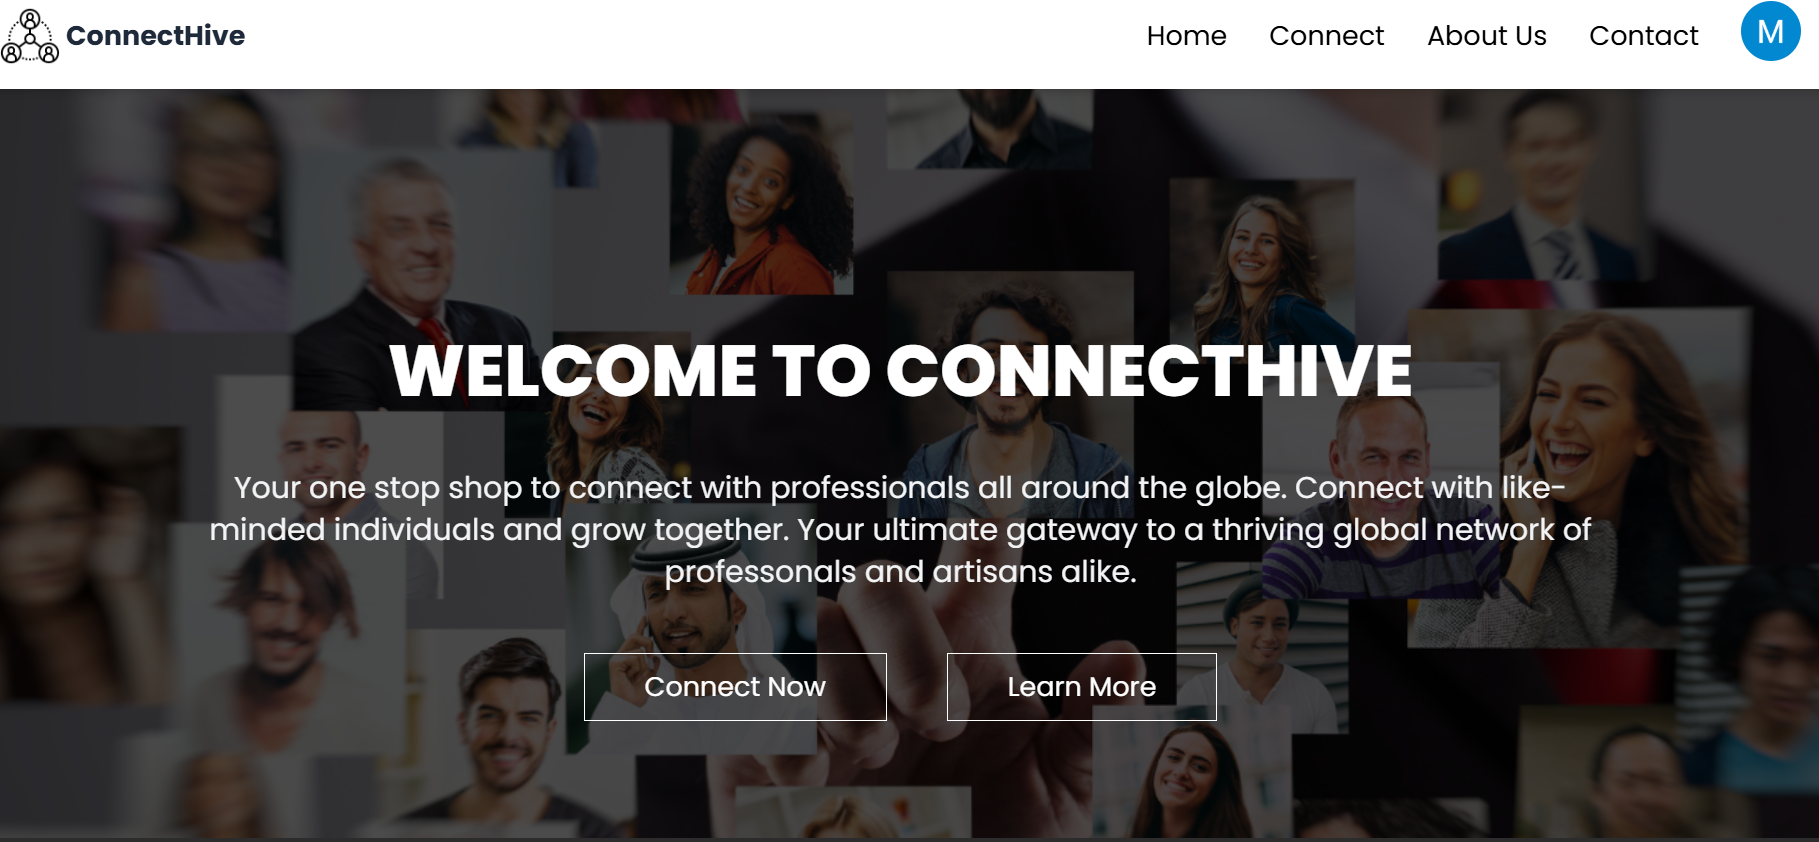 ConnectHive
Home Connect About Us Contact M
WELCOME TO CONNECTHIVE
Your one stop shop to connect with professionals all around the globe. Connect with like-
minded individuals and grow together. Your ultimate gateway to a thriving global network of
professonals and artisans alike.
Connect Now Learn More